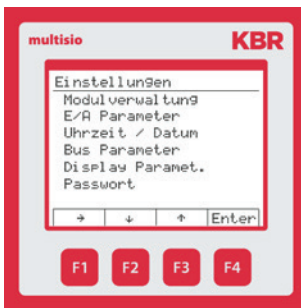 multisio KBR
Einstellungen
Modulverwaltung
E/A Parameter
Uhrzeit / Datum
Bus Parameter
Display Paramet.
Passwort
→ ↓ ↑ Enter
F1 F2 F3 F4